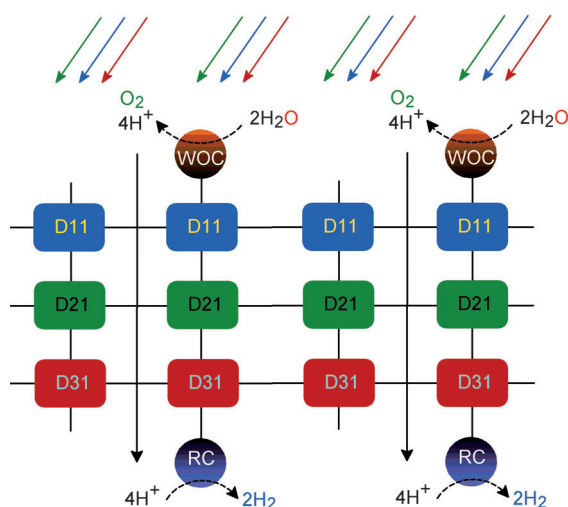 O₂ O₂
4H⁺ 2H₂O 4H⁺ 2H₂O
WOC WOC
D11 D11 D11 D11
D21 D21 D21 D21
D31 D31 D31 D31
RC RC
4H⁺ 2H₂ 4H⁺ 2H₂